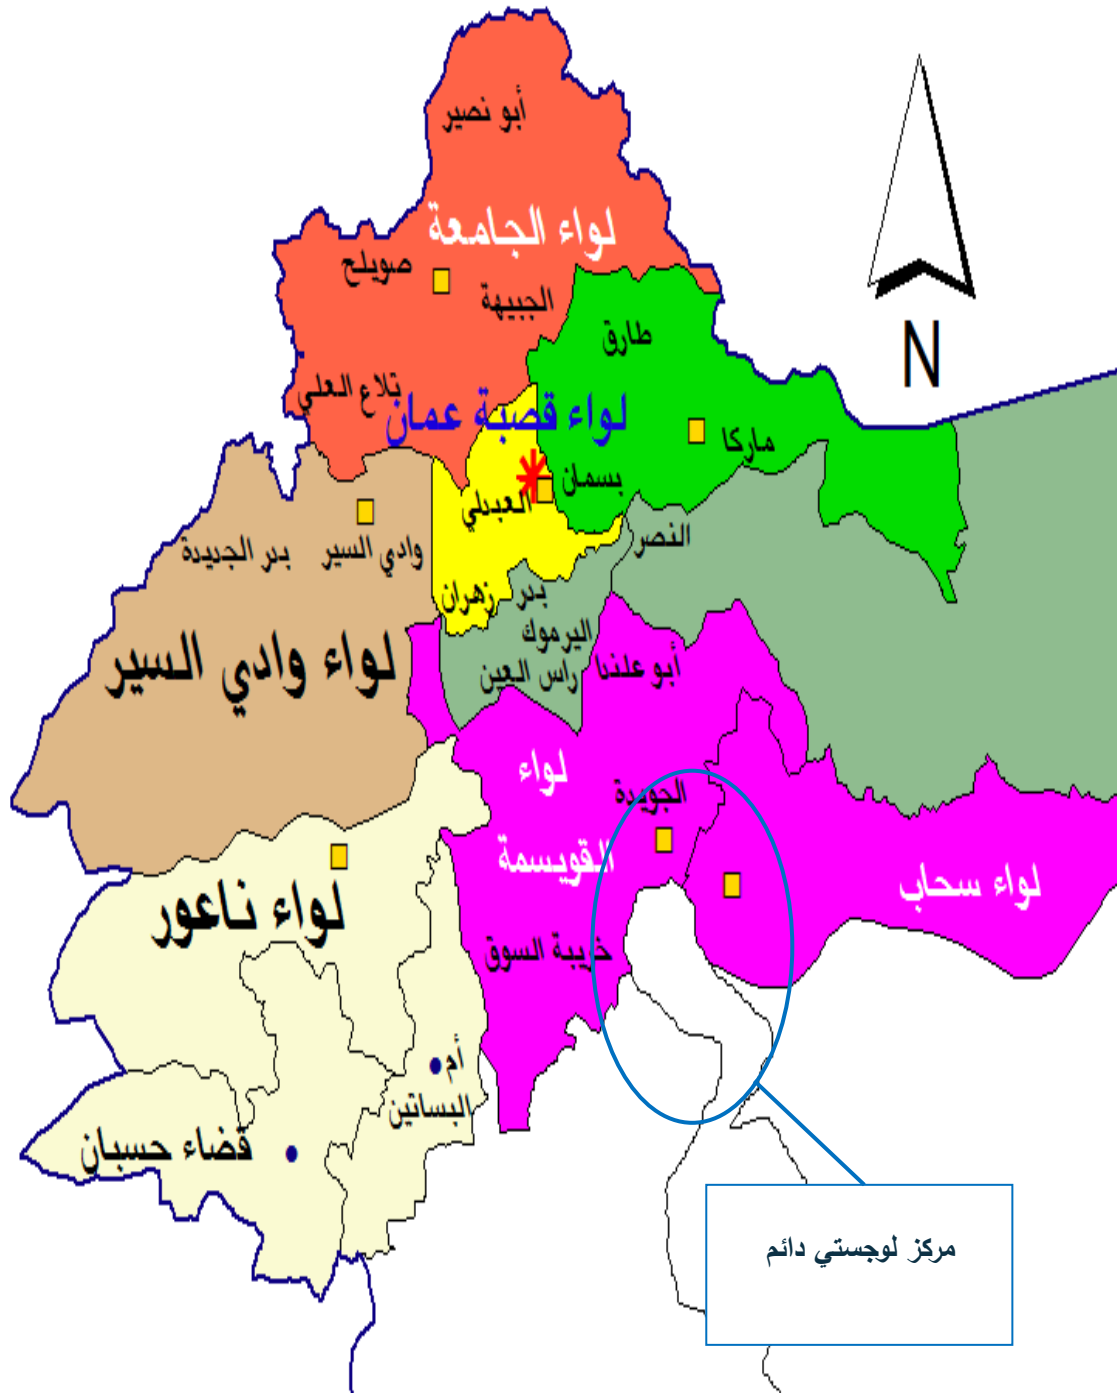 أبو نصير
لواء الجامعة
صويلح
الجبيهة
طارق
تلاع العلي
لواء قصبة عمان
ماركا
بسمان
العبدلي
النصر
وادي السير
بدر الجديدة
زهران
بدر
اليرموك
راس العين
أبو علندا
لواء وادي السير
لواء
القويسمة
الجويدة
لواء سحاب
لواء ناعور
خريبة السوق
أم
البساتين
قضاء حسبان
مركز لوجستي دائم
N